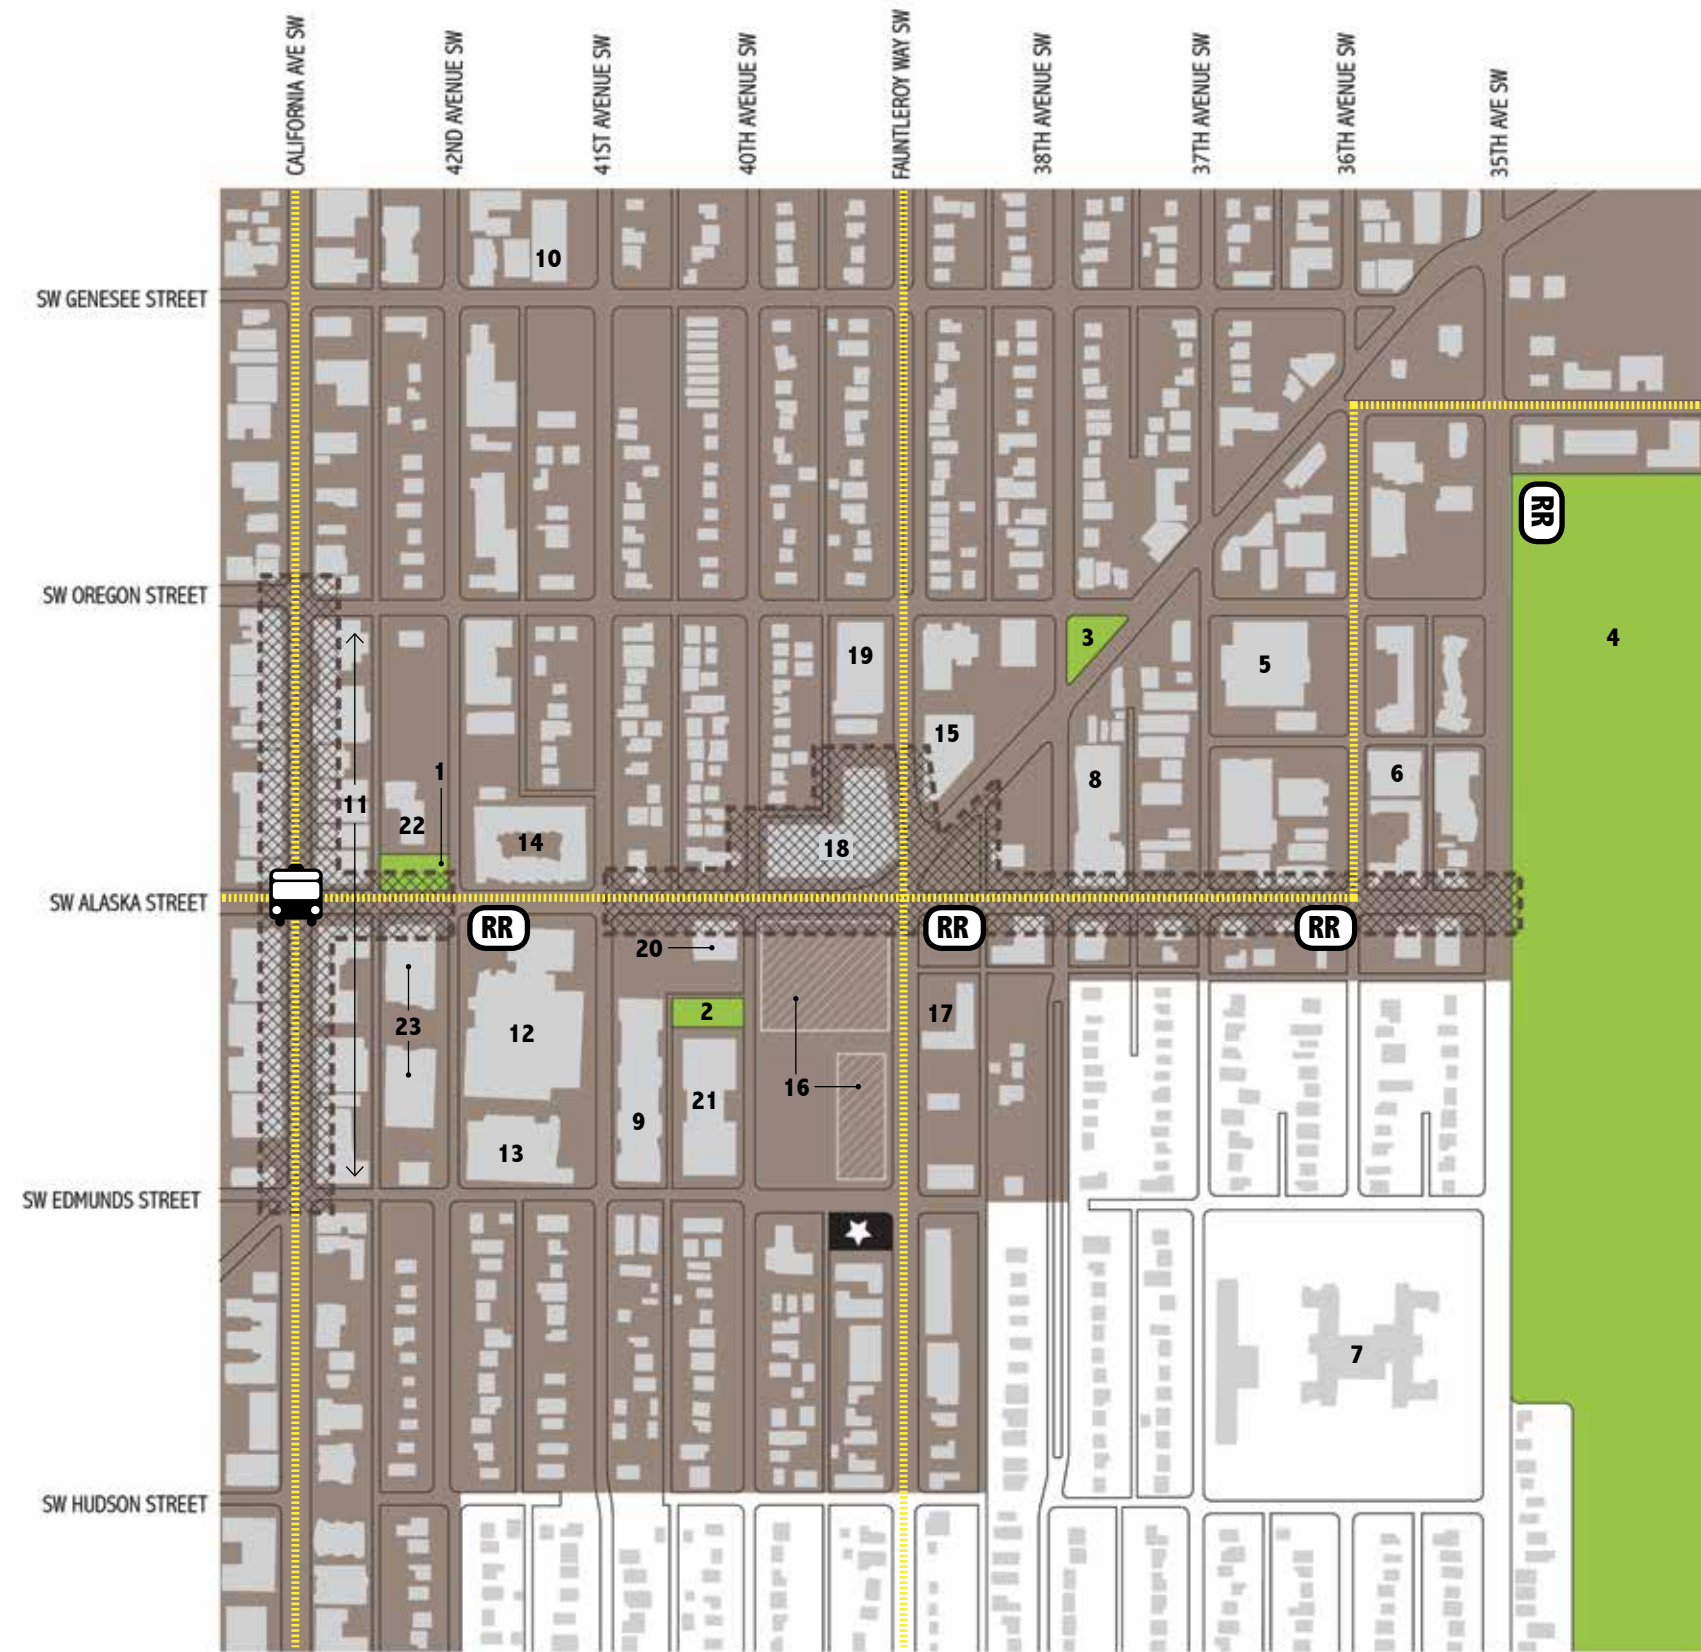 CALIFORNIA AVE SW
42ND AVENUE SW
41ST AVENUE SW
40TH AVENUE SW
FAUNTLEROY WAY SW
38TH AVENUE SW
37TH AVENUE SW
36TH AVENUE SW
35TH AVE SW
10
SW GENESEE STREET
RR
SW OREGON STREET
3
4
19
5
15
1
6
8
11
22
14
18
SW ALASKA STREET
RR
RR
RR
20
2
17
23
12
16
21
9
13
SW EDMUNDS STREET
7
SW HUDSON STREET